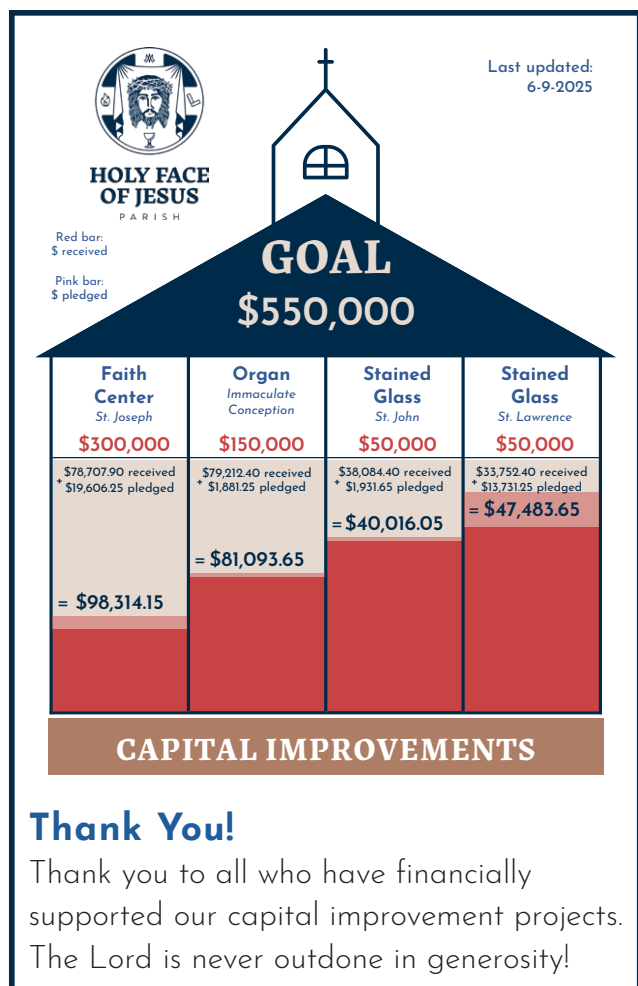 Last updated:
6-9-2025
HOLY FACE
OF JESUS
PARISH
Red bar:
$ received
Pink bar:
$ pledged
GOAL
$550,000
Faith
Center
St. Joseph
$300,000
$78,707.90 received
+ $19,606.25 pledged
= $98,314.15
Organ
Immaculate
Conception
$150,000
$79,212.40 received
+ $1,881.25 pledged
= $81,093.65
Stained
Glass
St. John
$50,000
$38,084.40 received
+ $1,931.65 pledged
= $40,016.05
Stained
Glass
St. Lawrence
$50,000
$33,752.40 received
+ $13,731.25 pledged
= $47,483.65
CAPITAL IMPROVEMENTS
Thank You!
Thank you to all who have financially
supported our capital improvement projects.
The Lord is never outdone in generosity!